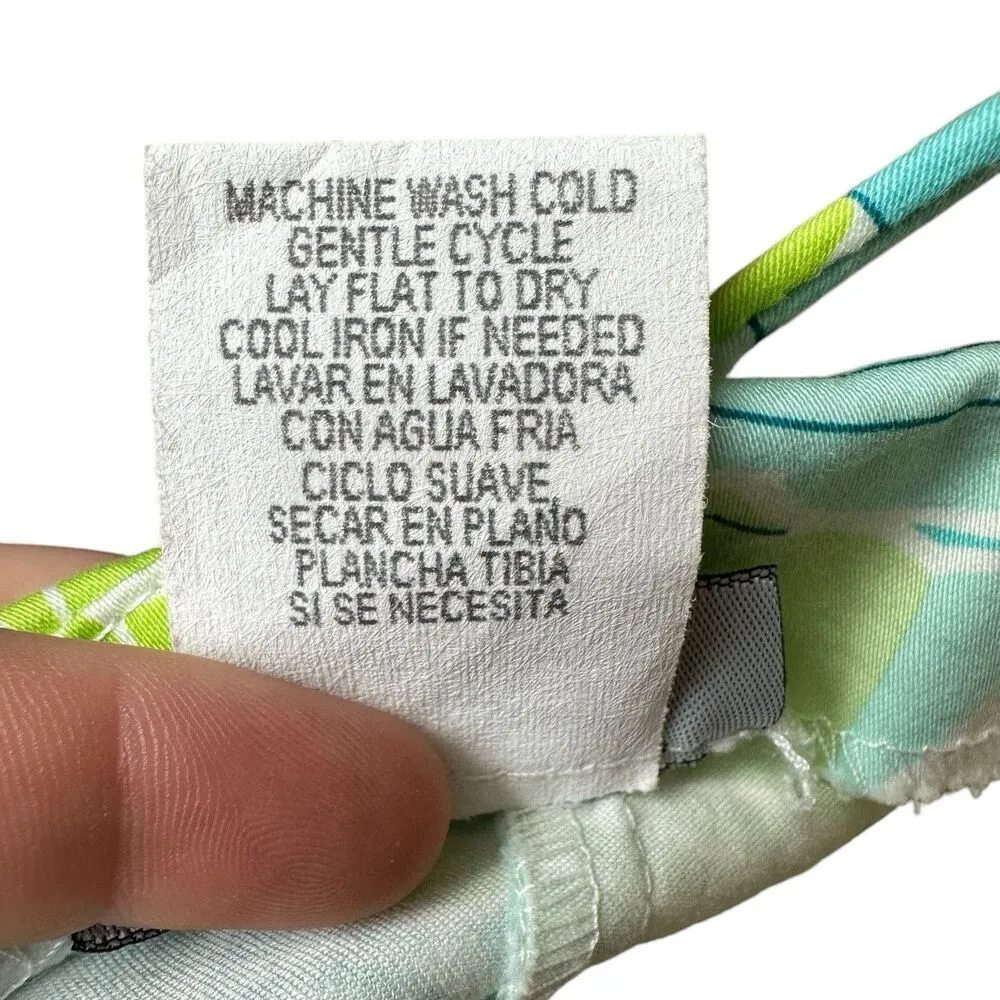 MACHINE WASH COLD
GENTLE CYCLE
LAY FLAT TO DRY
COOL IRON IF NEEDED
LAVAR EN LAVADORA
CON AGUA FRIA
CICLO SUAVE,
SECAR EN PLANO
PLANCHA TIBIA
SI SE NECESITA